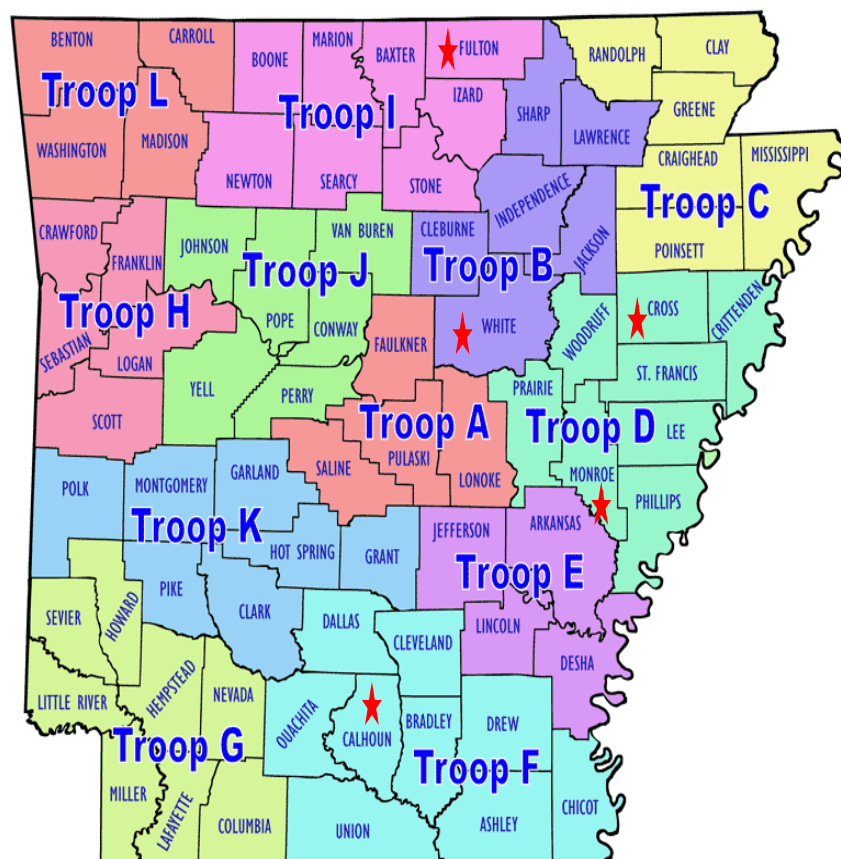 BENTON
CARROLL
BOONE
MARION
BAXTER
FULTON
RANDOLPH
CLAY
Troop L
Troop I
IZARD
SHARP
GREENE
WASHINGTON
MADISON
LAWRENCE
NEWTON
SEARCY
STONE
INDEPENDENCE
CRAIGHEAD
MISSISSIPPI
Troop C
CRAWFORD
FRANKLIN
JOHNSON
VAN BUREN
CLEBURNE
JACKSON
POINSETT
Troop J
Troop B
Troop H
POPE
CONWAY
WHITE
WOODRUFF
CROSS
CRITTENDEN
SEBASTIAN
LOGAN
FAULKNER
YELL
PERRY
PRAIRIE
ST. FRANCIS
SCOTT
Troop A
Troop D
LEE
PULASKI
SALINE
LONOKE
MONROE
PHILLIPS
POLK
MONTGOMERY
GARLAND
Troop K
HOT SPRING
GRANT
JEFFERSON
ARKANSAS
Troop E
PIKE
CLARK
SEVIER
HOWARD
DALLAS
CLEVELAND
LINCOLN
DESHA
LITTLE RIVER
HEMPSTEAD
NEVADA
OUACHITA
CALHOUN
BRADLEY
DREW
Troop G
Troop F
MILLER
LAFAYETTE
COLUMBIA
UNION
ASHLEY
CHICOT